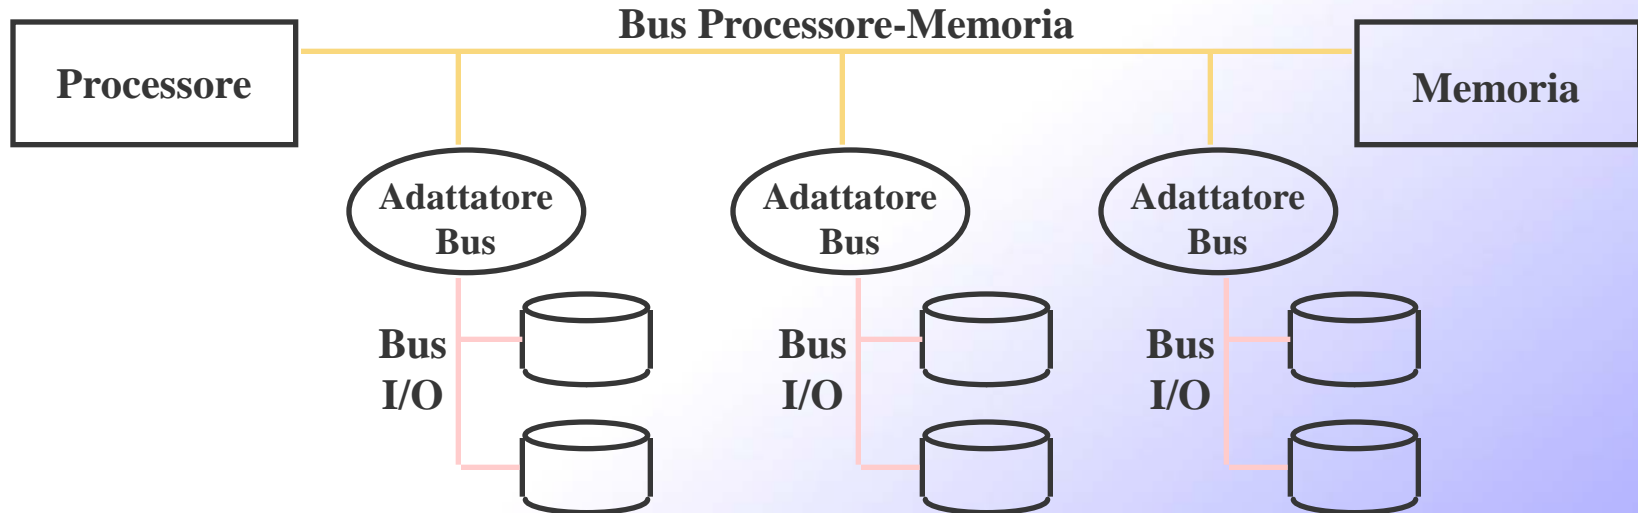 Bus Processore-Memoria
Processore
Memoria
Adattatore
Bus
Adattatore
Bus
Adattatore
Bus
Bus
I/O
Bus
I/O
Bus
I/O